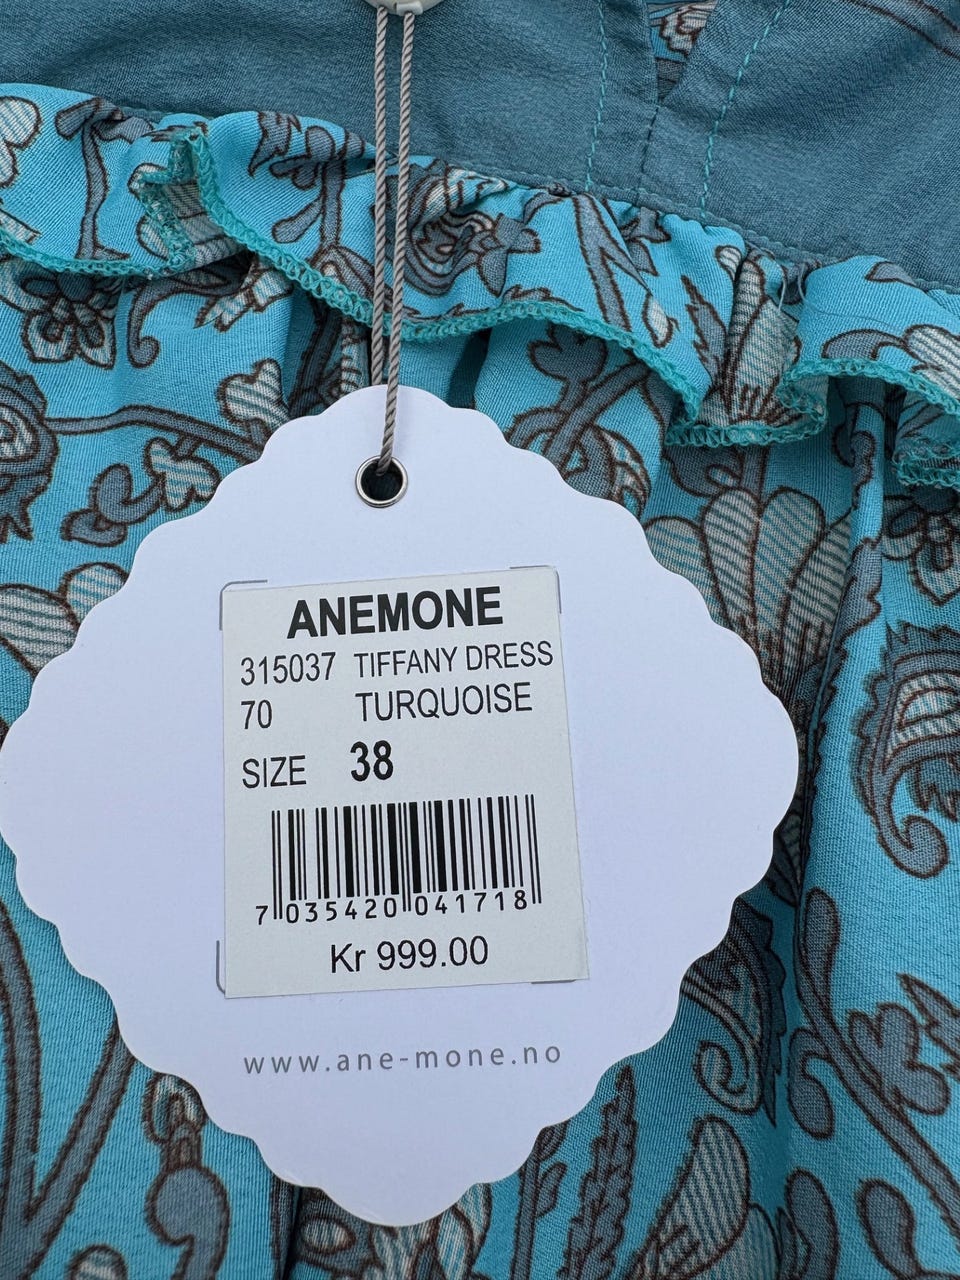 ANEMONE
315037 TIFFANY DRESS
70 TURQUOISE
SIZE 38
7 035420 041718
Kr 999.00
www.ane-mone.no